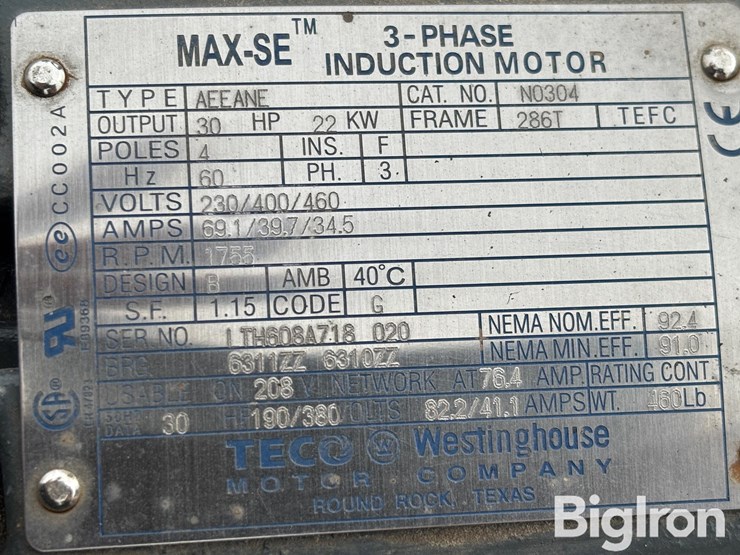 MAX-SE™ 3-PHASE INDUCTION MOTOR
TYPE AEEANE CAT. NO. N0304
OUTPUT 30 HP 22 KW FRAME 286T TEFC
POLES 4 INS. F
Hz 60 PH. 3
VOLTS 230/400/460
AMPS 69.1/39.7/34.5
R.P.M. 1755
DESIGN B AMB 40°C
S.F. 1.15 CODE G
SER NO. LTH608A718 020 NEMA NOM.EFF. 92.4
BRG 6311ZZ 6310ZZ NEMA MIN.EFF. 91.0
USABLE ON 208 V. NETWORK AT 76.4 AMP. RATING CONT.
DATA 30 190/380 VOLTS 82.2/41.1 AMPS WT. 460Lb
TECO Westinghouse
MOTOR COMPANY
ROUND ROCK, TEXAS
ee CC002A
CE
BigIron